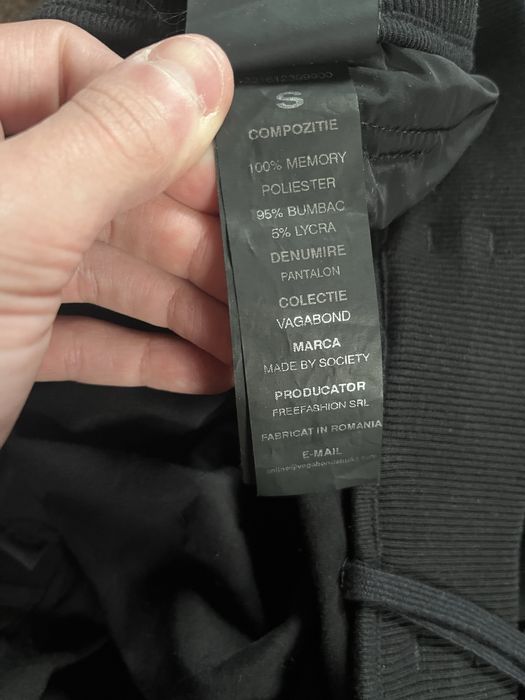 S
COMPOZITIE
100% MEMORY
POLIESTER
95% BUMBAC
5% LYCRA
DENUMIRE
PANTALON
COLECTIE
VAGABOND
MARCA
MADE BY SOCIETY
PRODUCATOR
FREEFASHION SRL
FABRICAT IN ROMANIA
E-MAIL